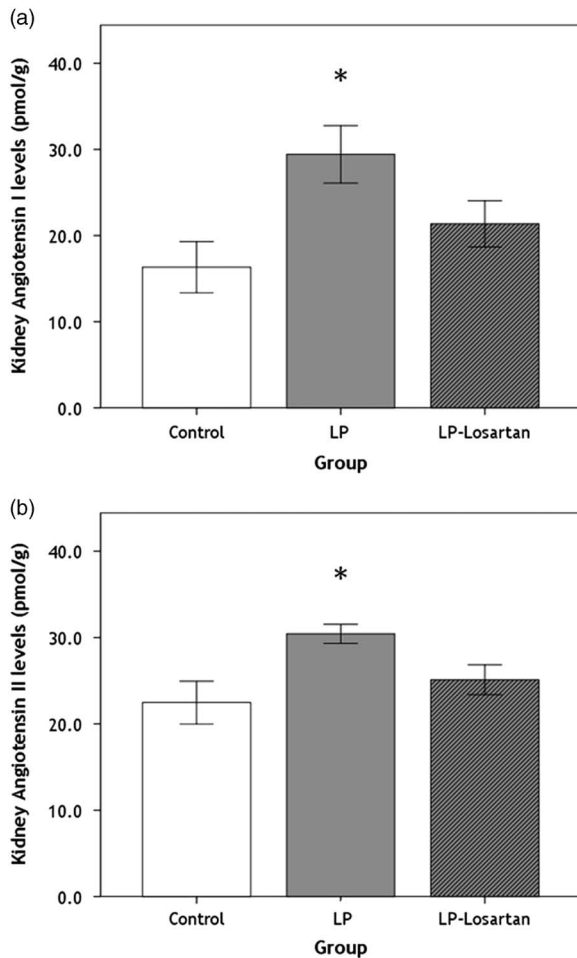 (a)
Kidney Angiotensin I levels (pmol/g)
40.0
30.0
20.0
10.0
0.0
*
Control
LP
LP-Losartan
Group
(b)
Kidney Angiotensin II levels (pmol/g)
40.0
30.0
20.0
10.0
0.0
*
Control
LP
LP-Losartan
Group